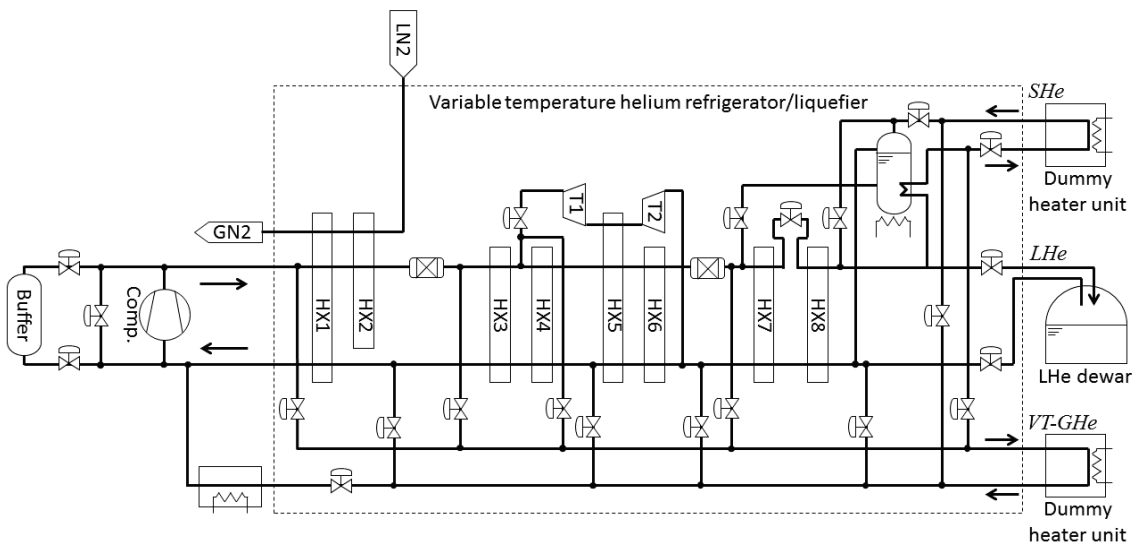 LN2
Variable temperature helium refrigerator/liquefier
SHe
Dummy
heater unit
GN2
T1
T2
LHe
Buffer
Comp.
HX1
HX2
HX3
HX4
HX5
HX6
HX7
HX8
LHe dewar
VT-GHe
Dummy
heater unit